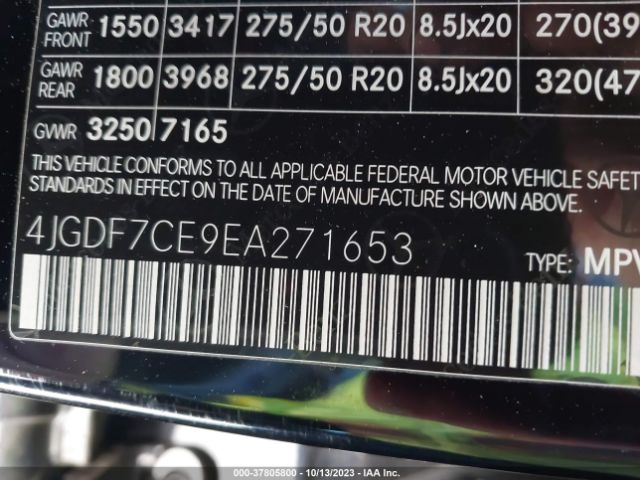 GAWR FRONT 1550 3417 275/50 R20 8.5Jx20 270(39
GAWR REAR 1800 3968 275/50 R20 8.5Jx20 320(47
GVWR 3250 7165
THIS VEHICLE CONFORMS TO ALL APPLICABLE FEDERAL MOTOR VEHICLE SAFET
STANDARDS IN EFFECT ON THE DATE OF MANUFACTURE SHOWN ABOVE.
4JGDF7CE9EA271653 TYPE: MPV
000-37805800 - 10/13/2023 - IAA Inc.